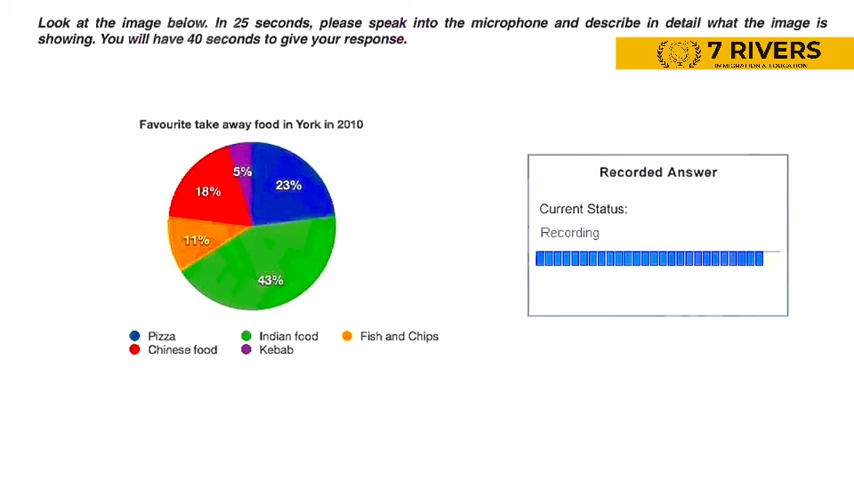 Look at the image below. In 25 seconds, please speak into the microphone and describe in detail what the image is
showing. You will have 40 seconds to give your response.
7 RIVERS
IMMIGRATION & EDUCATION
Favourite take away food in York in 2010
5%
23%
18%
11%
43%
Pizza Indian food Fish and Chips
Chinese food Kebab
Recorded Answer
Current Status:
Recording